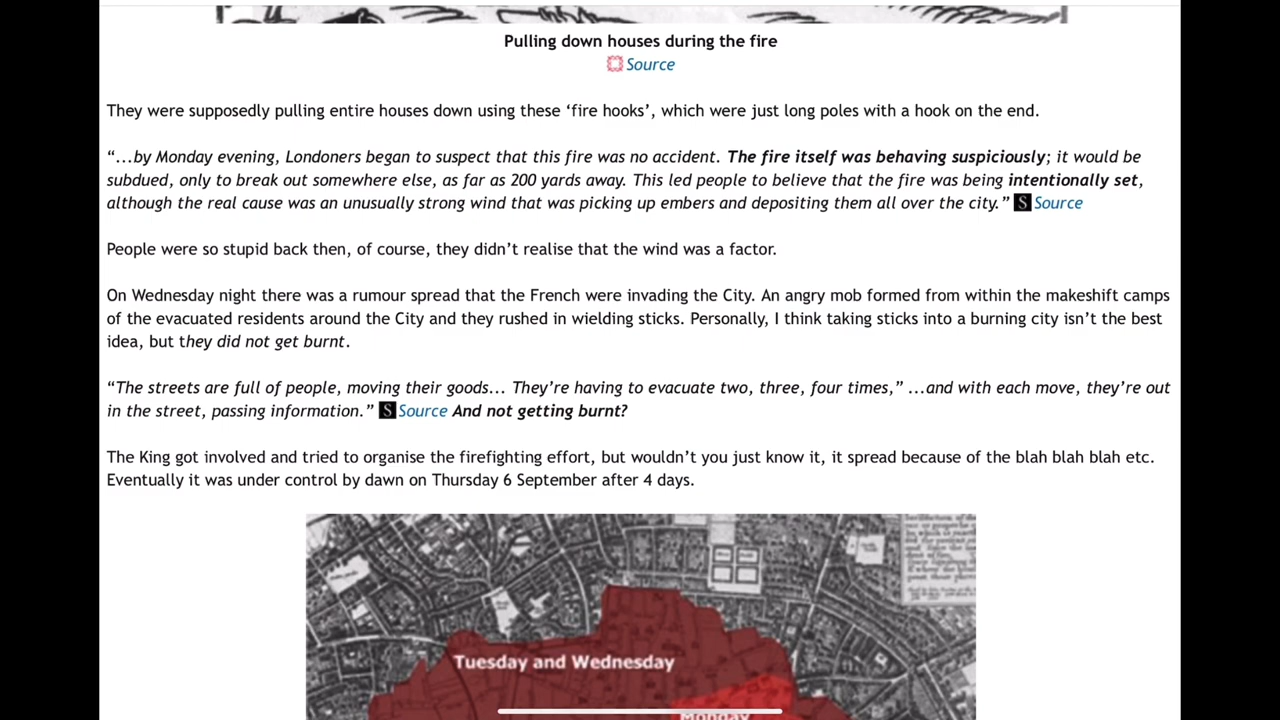 Pulling down houses during the fire
Source
They were supposedly pulling entire houses down using these ‘fire hooks’, which were just long poles with a hook on the end.
“...by Monday evening, Londoners began to suspect that this fire was no accident. The fire itself was behaving suspiciously; it would be
subdued, only to break out somewhere else, as far as 200 yards away. This led people to believe that the fire was being intentionally set,
although the real cause was an unusually strong wind that was picking up embers and depositing them all over the city.” S Source
People were so stupid back then, of course, they didn’t realise that the wind was a factor.
On Wednesday night there was a rumour spread that the French were invading the City. An angry mob formed from within the makeshift camps
of the evacuated residents around the City and they rushed in wielding sticks. Personally, I think taking sticks into a burning city isn’t the best
idea, but they did not get burnt.
“The streets are full of people, moving their goods... They’re having to evacuate two, three, four times,” ...and with each move, they’re out
in the street, passing information.” S Source And not getting burnt?
The King got involved and tried to organise the firefighting effort, but wouldn’t you just know it, it spread because of the blah blah blah etc.
Eventually it was under control by dawn on Thursday 6 September after 4 days.
Tuesday and Wednesday
Monday